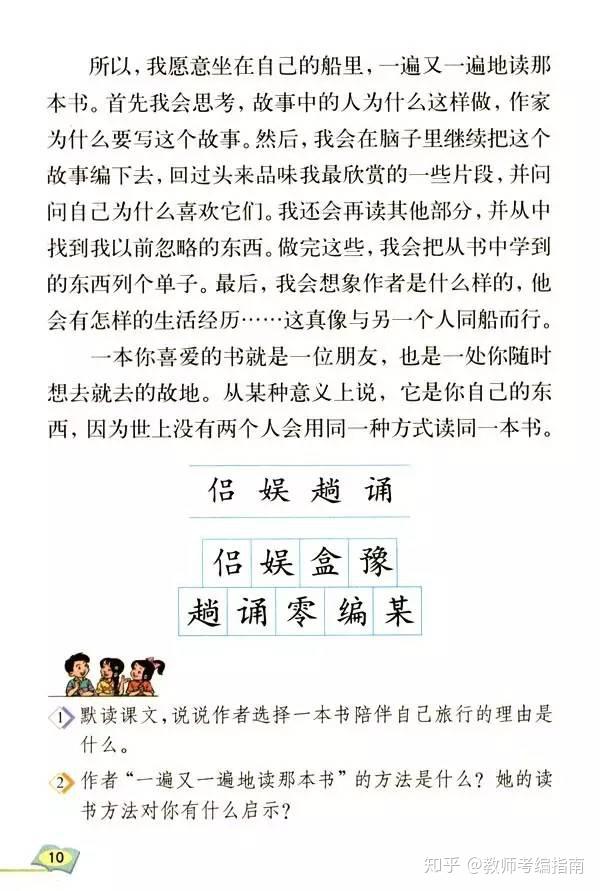 所以，我愿意坐在自己的船里，一遍又一遍地读那
本书。首先我会思考，故事中的人为什么这样做，作家
为什么要写这个故事。然后，我会在脑子里继续把这个
故事编下去，回过头来品味我最欣赏的一些片段，并问
问自己为什么喜欢它们。我还会再读其他部分，并从中
找到我以前忽略的东西。做完这些，我会把从书中学到
的东西列个单子。最后，我会想象作者是什么样的，他
会有怎样的生活经历……这真像与另一个人同船而行。
一本你喜爱的书就是一位朋友，也是一处你随时
想去就去的故地。从某种意义上说，它是你自己的东
西，因为世上没有两个人会用同一种方式读同一本书。
侣 娱 趟 诵
侣 娱 盒 豫
趟 诵 零 编 某
1 默读课文，说说作者选择一本书陪伴自己旅行的理由是
什么。
2 作者“一遍又一遍地读那本书”的方法是什么？她的读
书方法对你有什么启示？
10
知乎 @教师考编指南